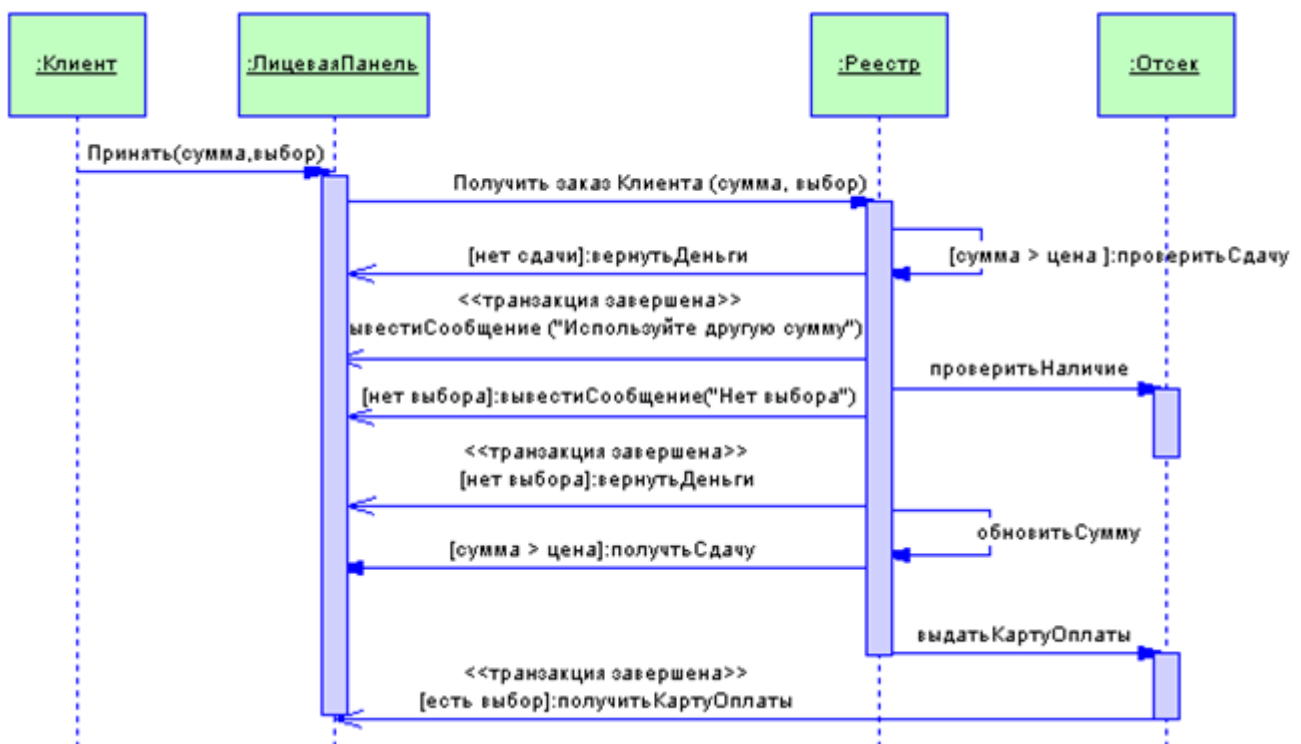 :Клиент
:ЛицеваяПанель
:Реестр
:Отсек
Принять(сумма,выбор)
Получить заказ Клиента (сумма, выбор)
[сумма > цена ]:проверитьСдачу
[нет сдачи]:вернутьДеньги
<<транзакция завершена>>
ывестиСообщение ("Используйте другую сумму")
проверитьНаличие
[нет выбора]:вывестиСообщение("Нет выбора")
<<транзакция завершена>>
[нет выбора]:вернутьДеньги
обновитьСумму
[сумма > цена]:получтьСдачу
выдатьКартуОплаты
<<транзакция завершена>>
[есть выбор]:получитьКартуОплаты